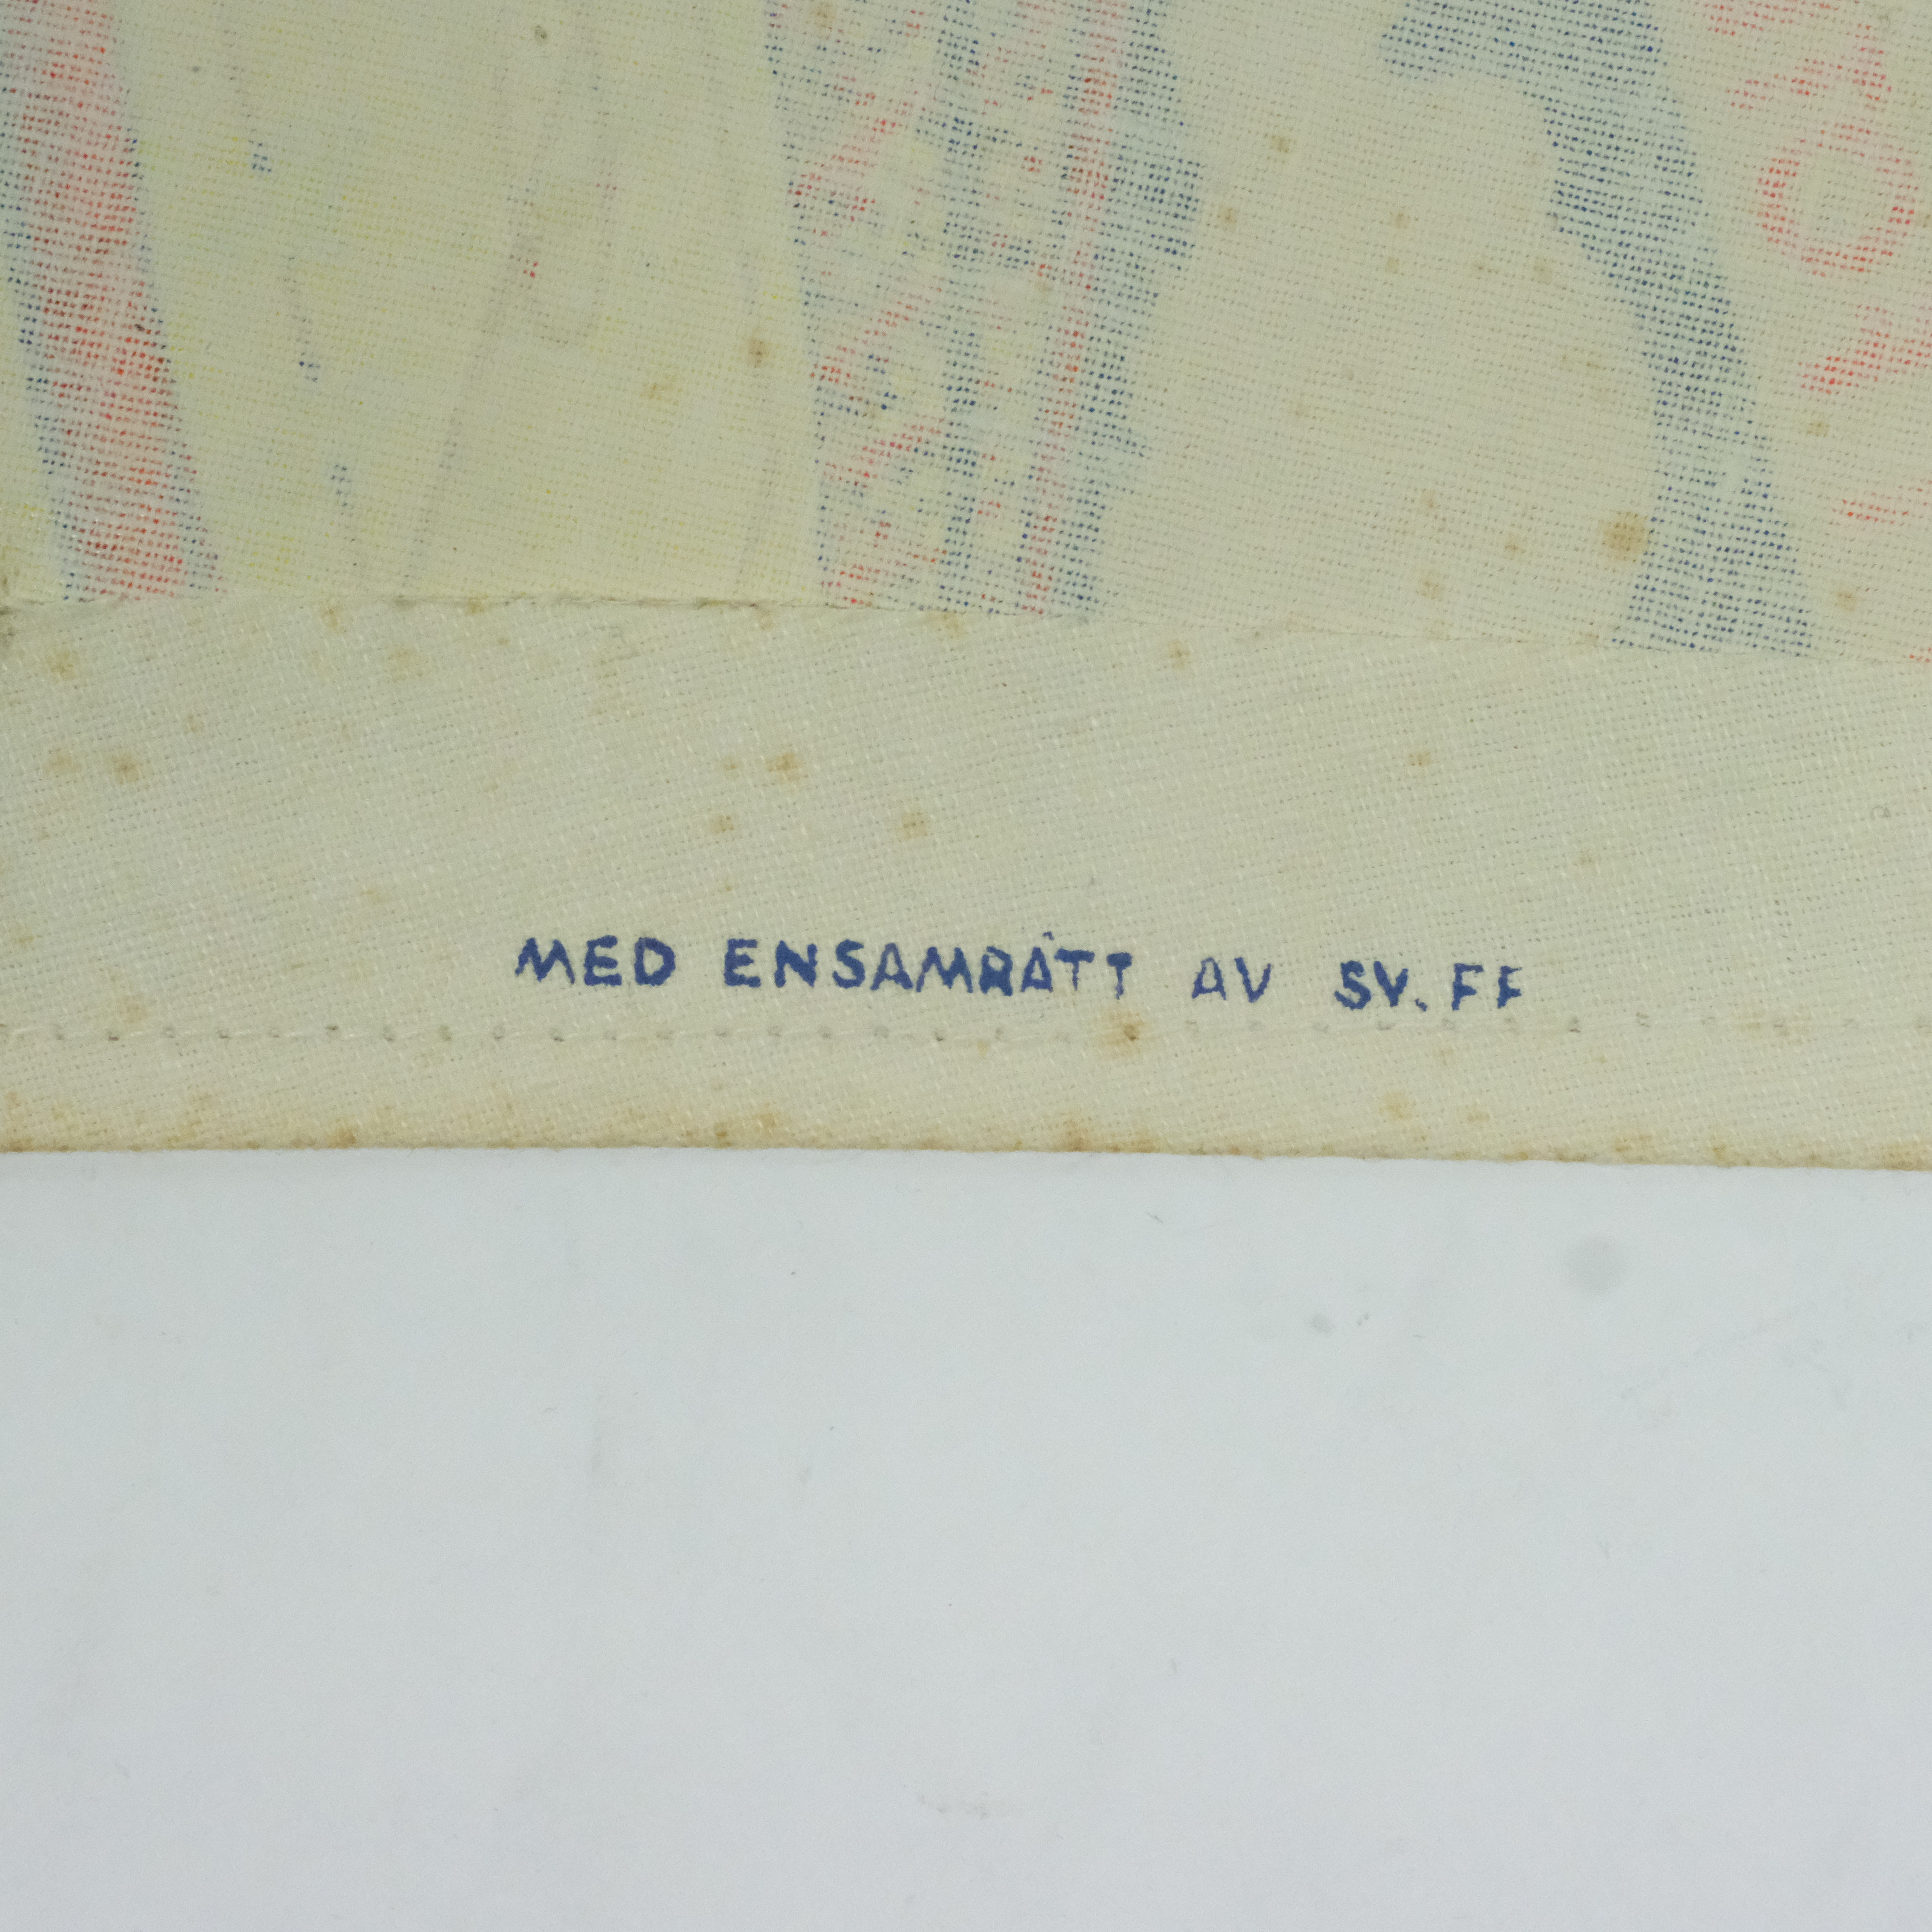 MED ENSAMRÄTT AV SV. FF